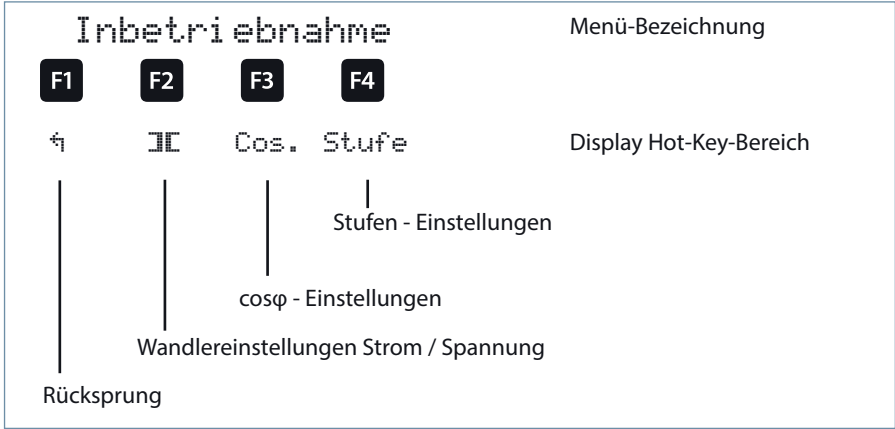 Inbetriebnahme Menü-Bezeichnung
F1 F2 F3 F4
Cos. Stufe Display Hot-Key-Bereich
Stufen - Einstellungen
cosφ - Einstellungen
Wandlereinstellungen Strom / Spannung
Rücksprung